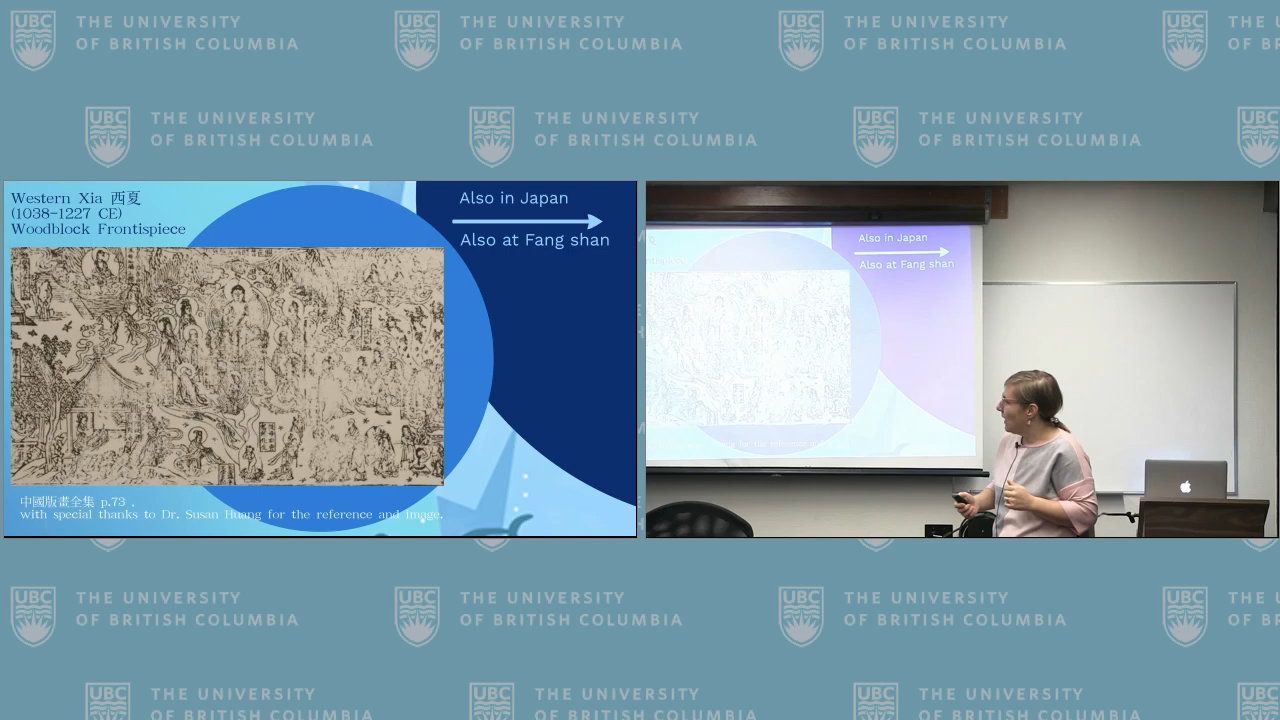 THE UNIVERSITY
OF BRITISH COLUMBIA
UBC
Western Xia 西夏
(1038-1227 CE)
Woodblock Frontispiece
Also in Japan
Also at Fang shan
中國版畫全集 p.73 .
with special thanks to Dr. Susan Huang for the reference and image.
Also in Japan
Also at Fang shan